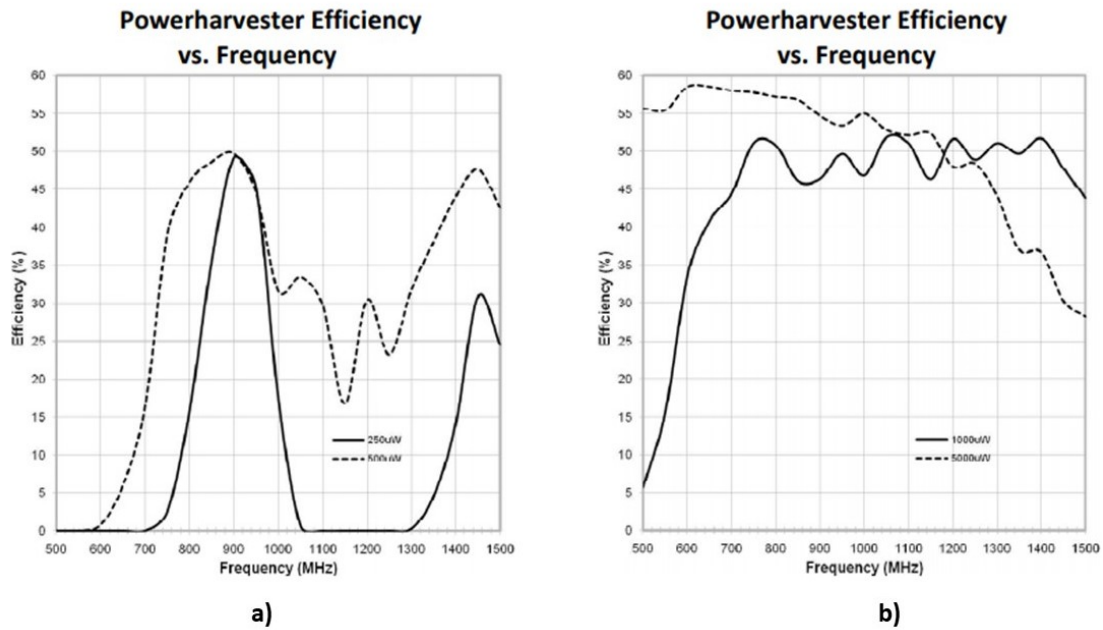 Powerharvester Efficiency
vs. Frequency
60
55
50
45
40
35
30
25
20
15
10
5
0
Efficiency (%)
250uW
500uW
500 600 700 800 900 1000 1100 1200 1300 1400 1500
Frequency (MHz)
a)
Powerharvester Efficiency
vs. Frequency
60
55
50
45
40
35
30
25
20
15
10
5
0
Efficiency (%)
1000uW
5000uW
500 600 700 800 900 1000 1100 1200 1300 1400 1500
Frequency (MHz)
b)